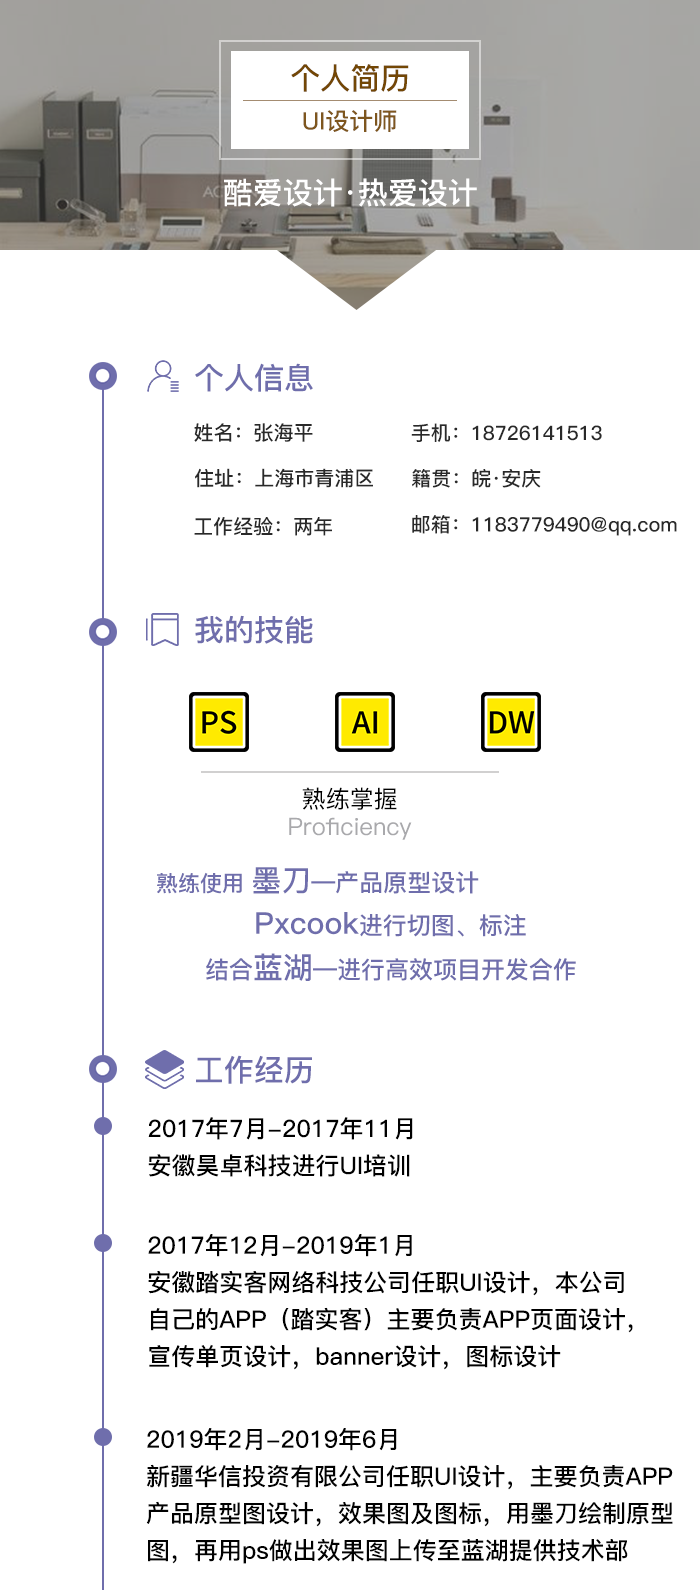 个人简历
UI设计师
酷爱设计·热爱设计
个人信息
姓名：张海平 手机：18726141513
住址：上海市青浦区 籍贯：皖·安庆
工作经验：两年 邮箱：1183779490@qq.com
我的技能
PS AI DW
熟练掌握
Proficiency
熟练使用 墨刀—产品原型设计
Pxcook进行切图、标注
结合蓝湖—进行高效项目开发合作
工作经历
2017年7月-2017年11月
安徽昊卓科技进行UI培训
2017年12月-2019年1月
安徽踏实客网络科技公司任职UI设计，本公司
自己的APP（踏实客）主要负责APP页面设计，
宣传单页设计，banner设计，图标设计
2019年2月-2019年6月
新疆华信投资有限公司任职UI设计，主要负责APP
产品原型图设计，效果图及图标，用墨刀绘制原型
图，再用ps做出效果图上传至蓝湖提供技术部